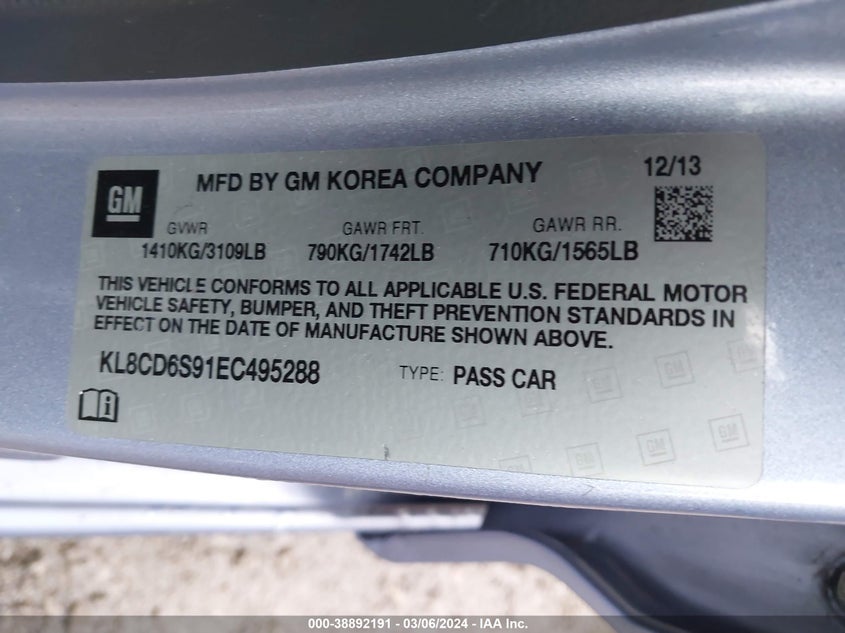 GM MFD BY GM KOREA COMPANY 12/13
GVWR GAWR FRT. GAWR RR.
1410KG/3109LB 790KG/1742LB 710KG/1565LB
THIS VEHICLE CONFORMS TO ALL APPLICABLE U.S. FEDERAL MOTOR
VEHICLE SAFETY, BUMPER, AND THEFT PREVENTION STANDARDS IN
EFFECT ON THE DATE OF MANUFACTURE SHOWN ABOVE.
KL8CD6S91EC495288 TYPE: PASS CAR
000-38892191 - 03/06/2024 - IAA Inc.